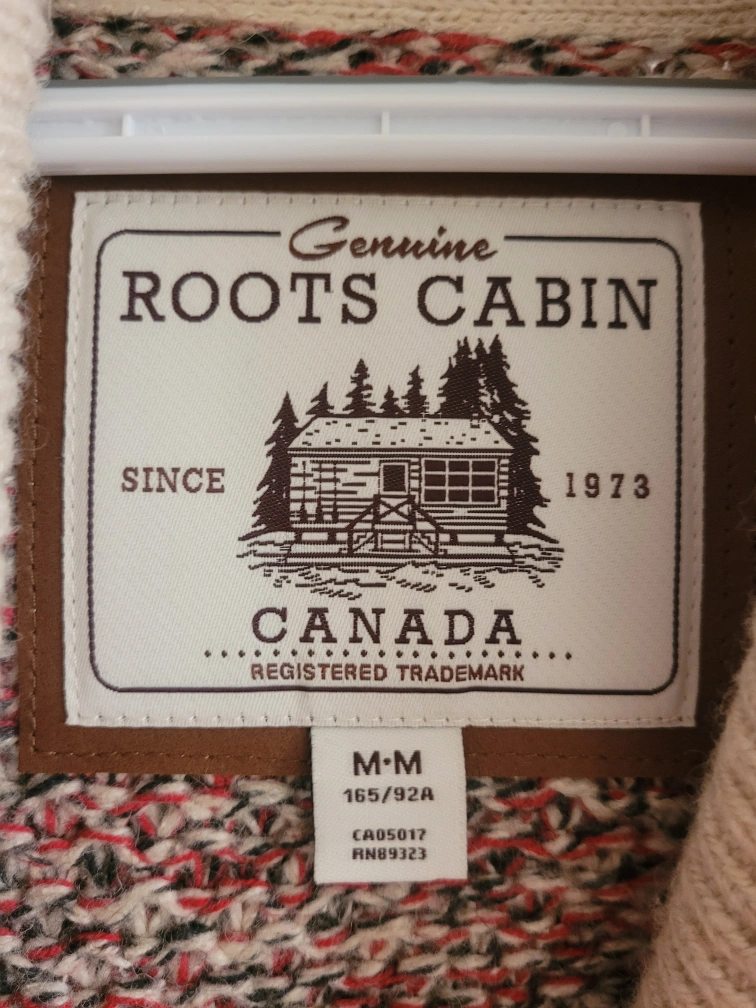 Genuine
ROOTS CABIN
SINCE 1973
CANADA
REGISTERED TRADEMARK
M·M
165/92A
CA05017
RN89323